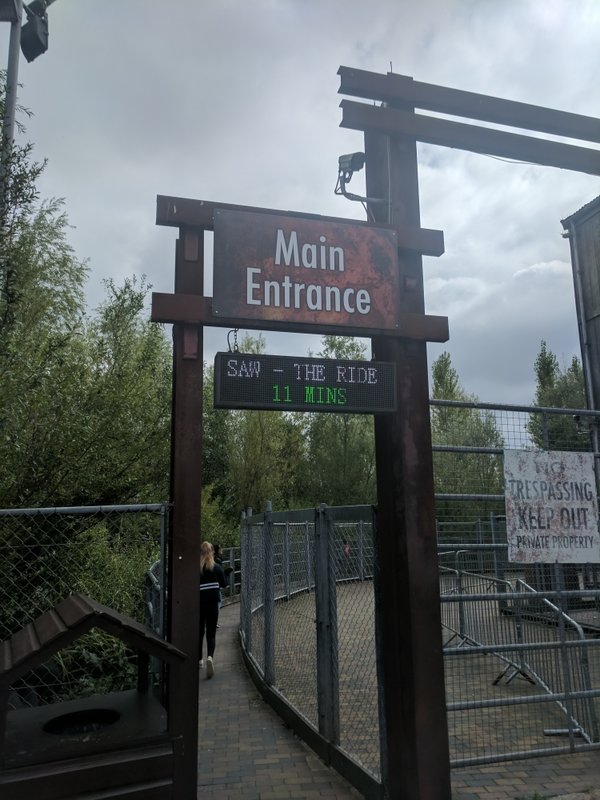 Main
Entrance
SAW - THE RIDE
11 MINS
NO
TRESPASSING
KEEP OUT
PRIVATE PROPERTY